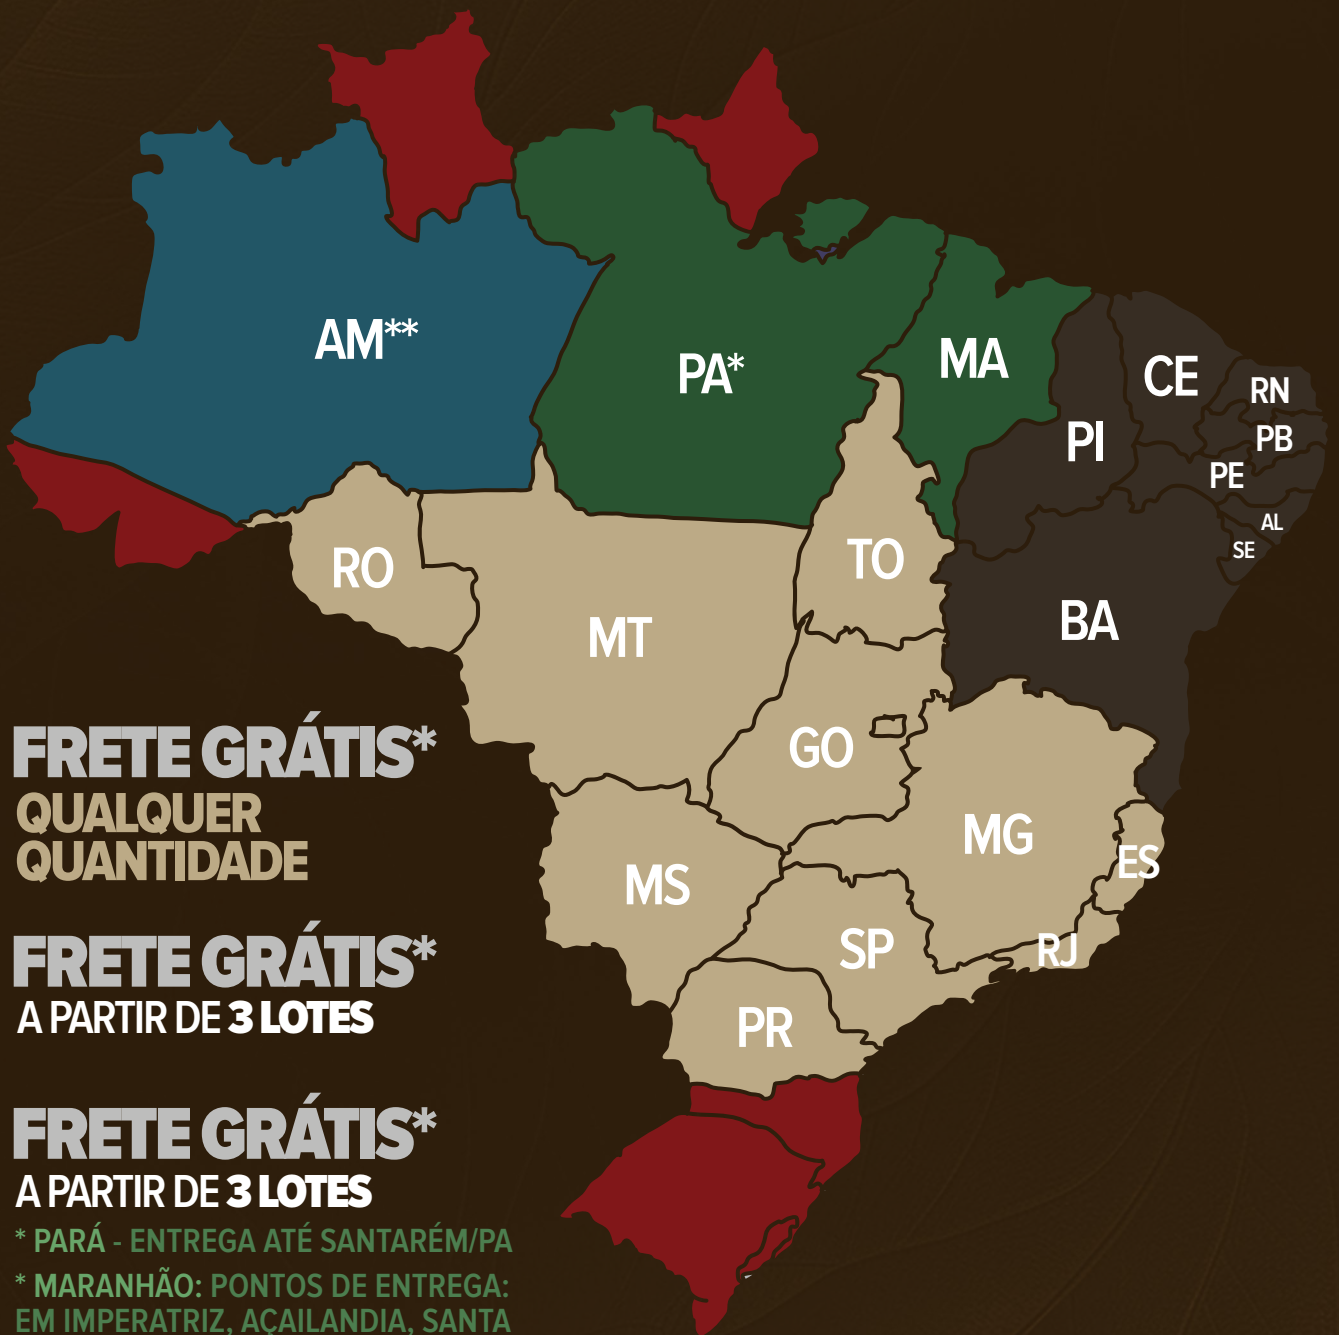 AM**
PA*
MA
CE
RN
PI
PB
PE
AL
SE
RO
TO
MT
BA
GO
MG
ES
MS
SP
RJ
PR
FRETE GRÁTIS*
QUALQUER
QUANTIDADE
FRETE GRÁTIS*
A PARTIR DE 3 LOTES
FRETE GRÁTIS*
A PARTIR DE 3 LOTES
* PARÁ - ENTREGA ATÉ SANTARÉM/PA
* MARANHÃO: PONTOS DE ENTREGA:
EM IMPERATRIZ, AÇAILANDIA, SANTA